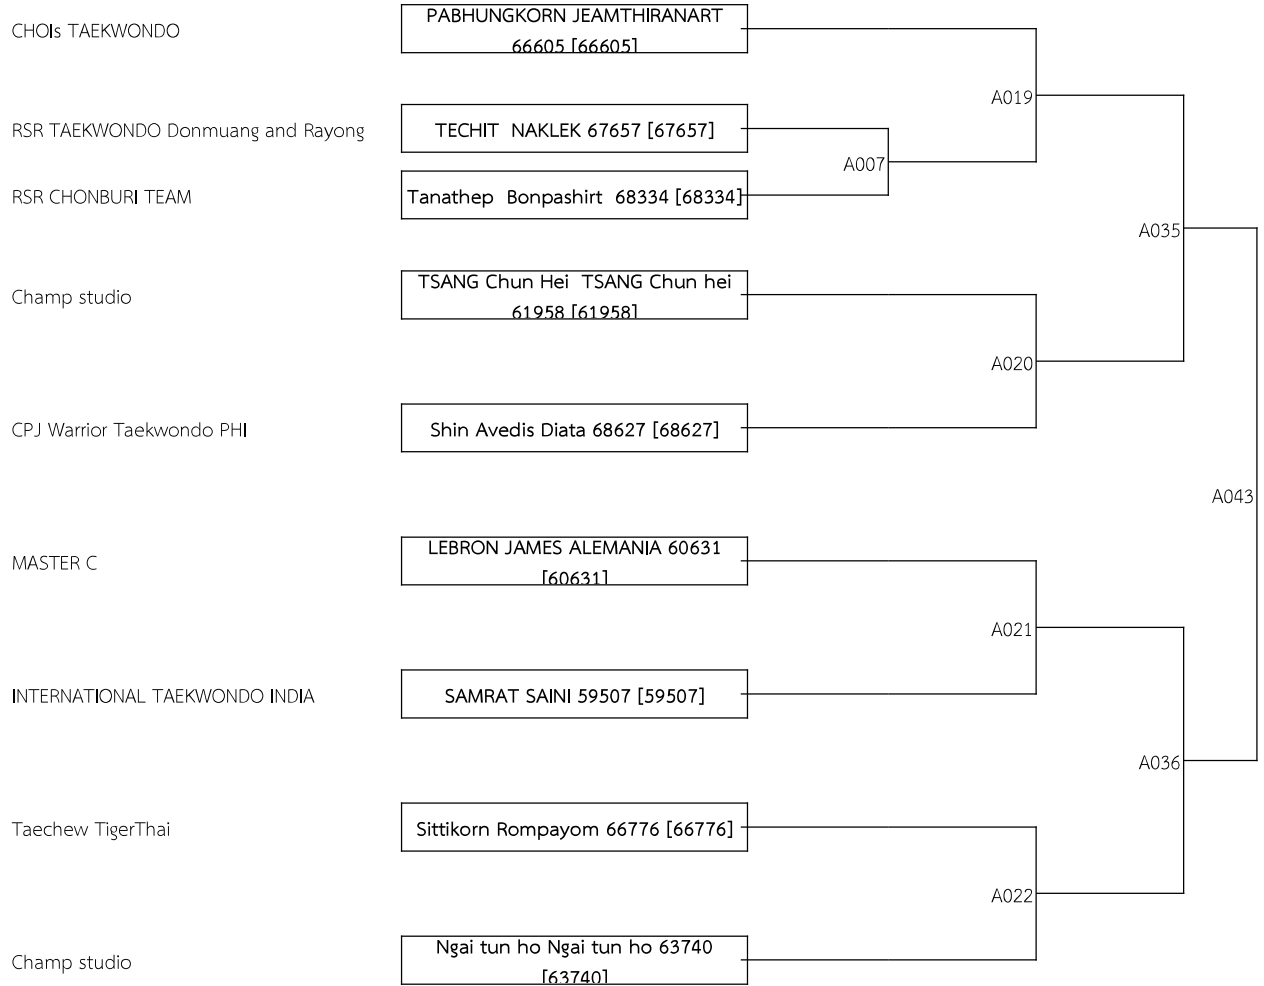 CHOIs TAEKWONDO
PABHUNGKORN JEAMTHIRANART
66605 [66605]
A019
RSR TAEKWONDO Donmuang and Rayong
TECHIT  NAKLEK 67657 [67657]
A007
RSR CHONBURI TEAM
Tanathep  Bonpashirt  68334 [68334]
A035
Champ studio
TSANG Chun Hei  TSANG Chun hei
61958 [61958]
A020
CPJ Warrior Taekwondo PHI
Shin Avedis Diata 68627 [68627]
A043
MASTER C
LEBRON JAMES ALEMANIA 60631
[60631]
A021
INTERNATIONAL TAEKWONDO INDIA
SAMRAT SAINI 59507 [59507]
A036
Taechew TigerThai
Sittikorn Rompayom 66776 [66776]
A022
Champ studio
Ngai tun ho Ngai tun ho 63740
[63740]